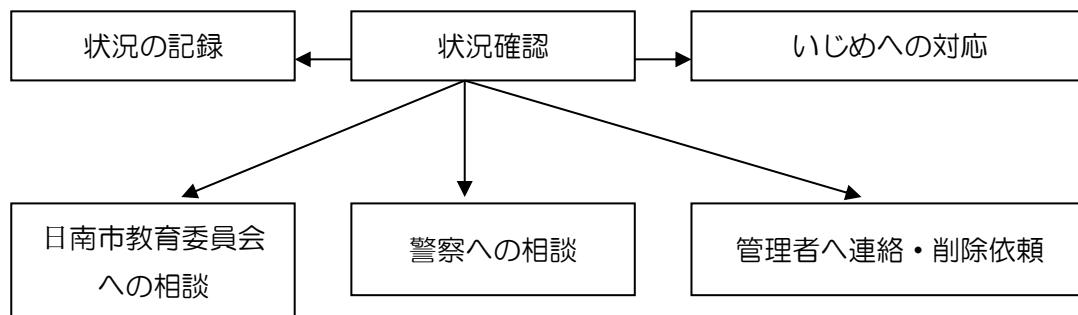 状況の記録
状況確認
いじめへの対応
日南市教育委員会
への相談
警察への相談
管理者へ連絡・削除依頼